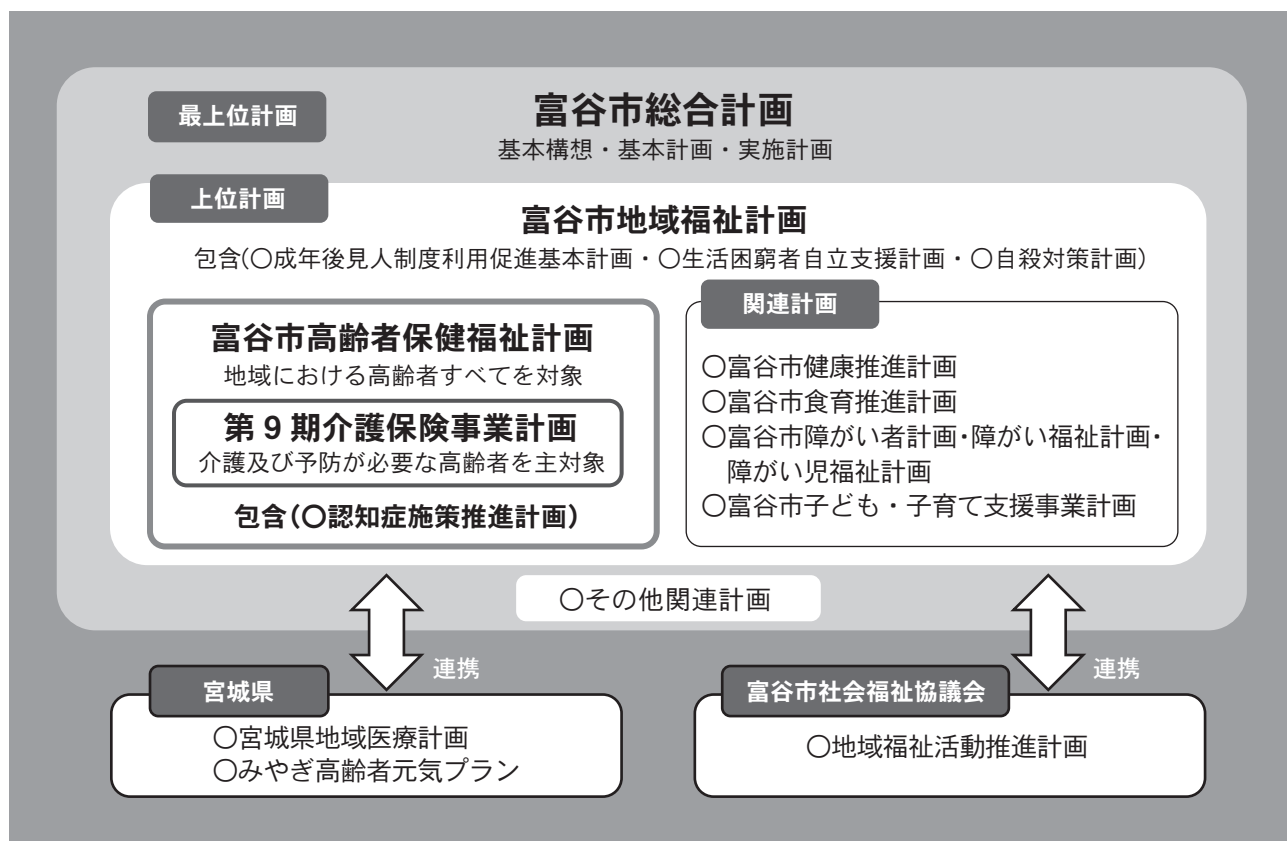 最上位計画
富谷市総合計画
基本構想・基本計画・実施計画
上位計画
富谷市地域福祉計画
包含(〇成年後見人制度利用促進基本計画・〇生活困窮者自立支援計画・〇自殺対策計画)
富谷市高齢者保健福祉計画
地域における高齢者すべてを対象
第9期介護保険事業計画
介護及び予防が必要な高齢者を主対象
包含(〇認知症施策推進計画)
関連計画
〇富谷市健康推進計画
〇富谷市食育推進計画
〇富谷市障がい者計画・障がい福祉計画・
障がい児福祉計画
〇富谷市子ども・子育て支援事業計画
〇その他関連計画
連携
連携
宮城県
〇宮城県地域医療計画
〇みやぎ高齢者元気プラン
富谷市社会福祉協議会
〇地域福祉活動推進計画